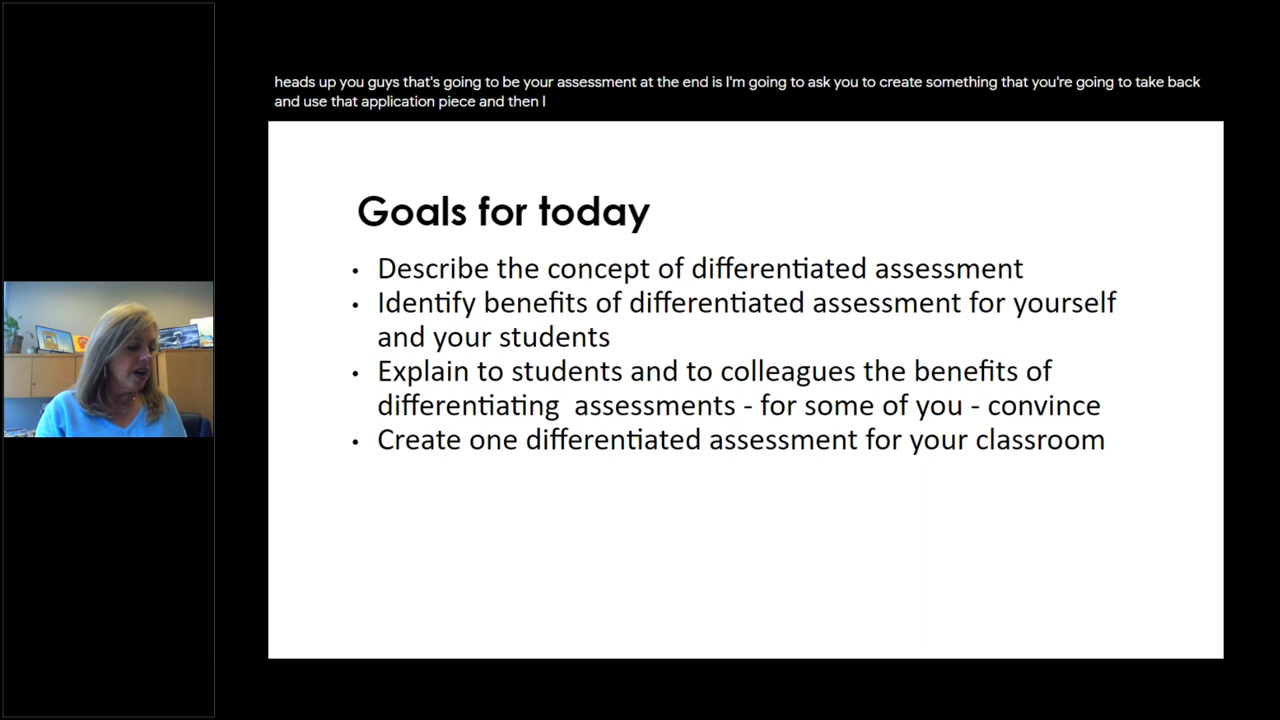 heads up you guys that's going to be your assessment at the end is I'm going to ask you to create something that you're going to take back
and use that application piece and then I
Goals for today
• Describe the concept of differentiated assessment
• Identify benefits of differentiated assessment for yourself
and your students
• Explain to students and to colleagues the benefits of
differentiating  assessments - for some of you - convince
• Create one differentiated assessment for your classroom